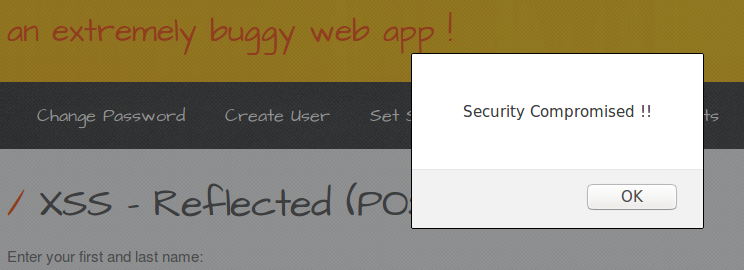 an extremely buggy web app !
Security Compromised !!
Change Password Create User Set
OK
/ XSS - Reflected (PO
Enter your first and last name: